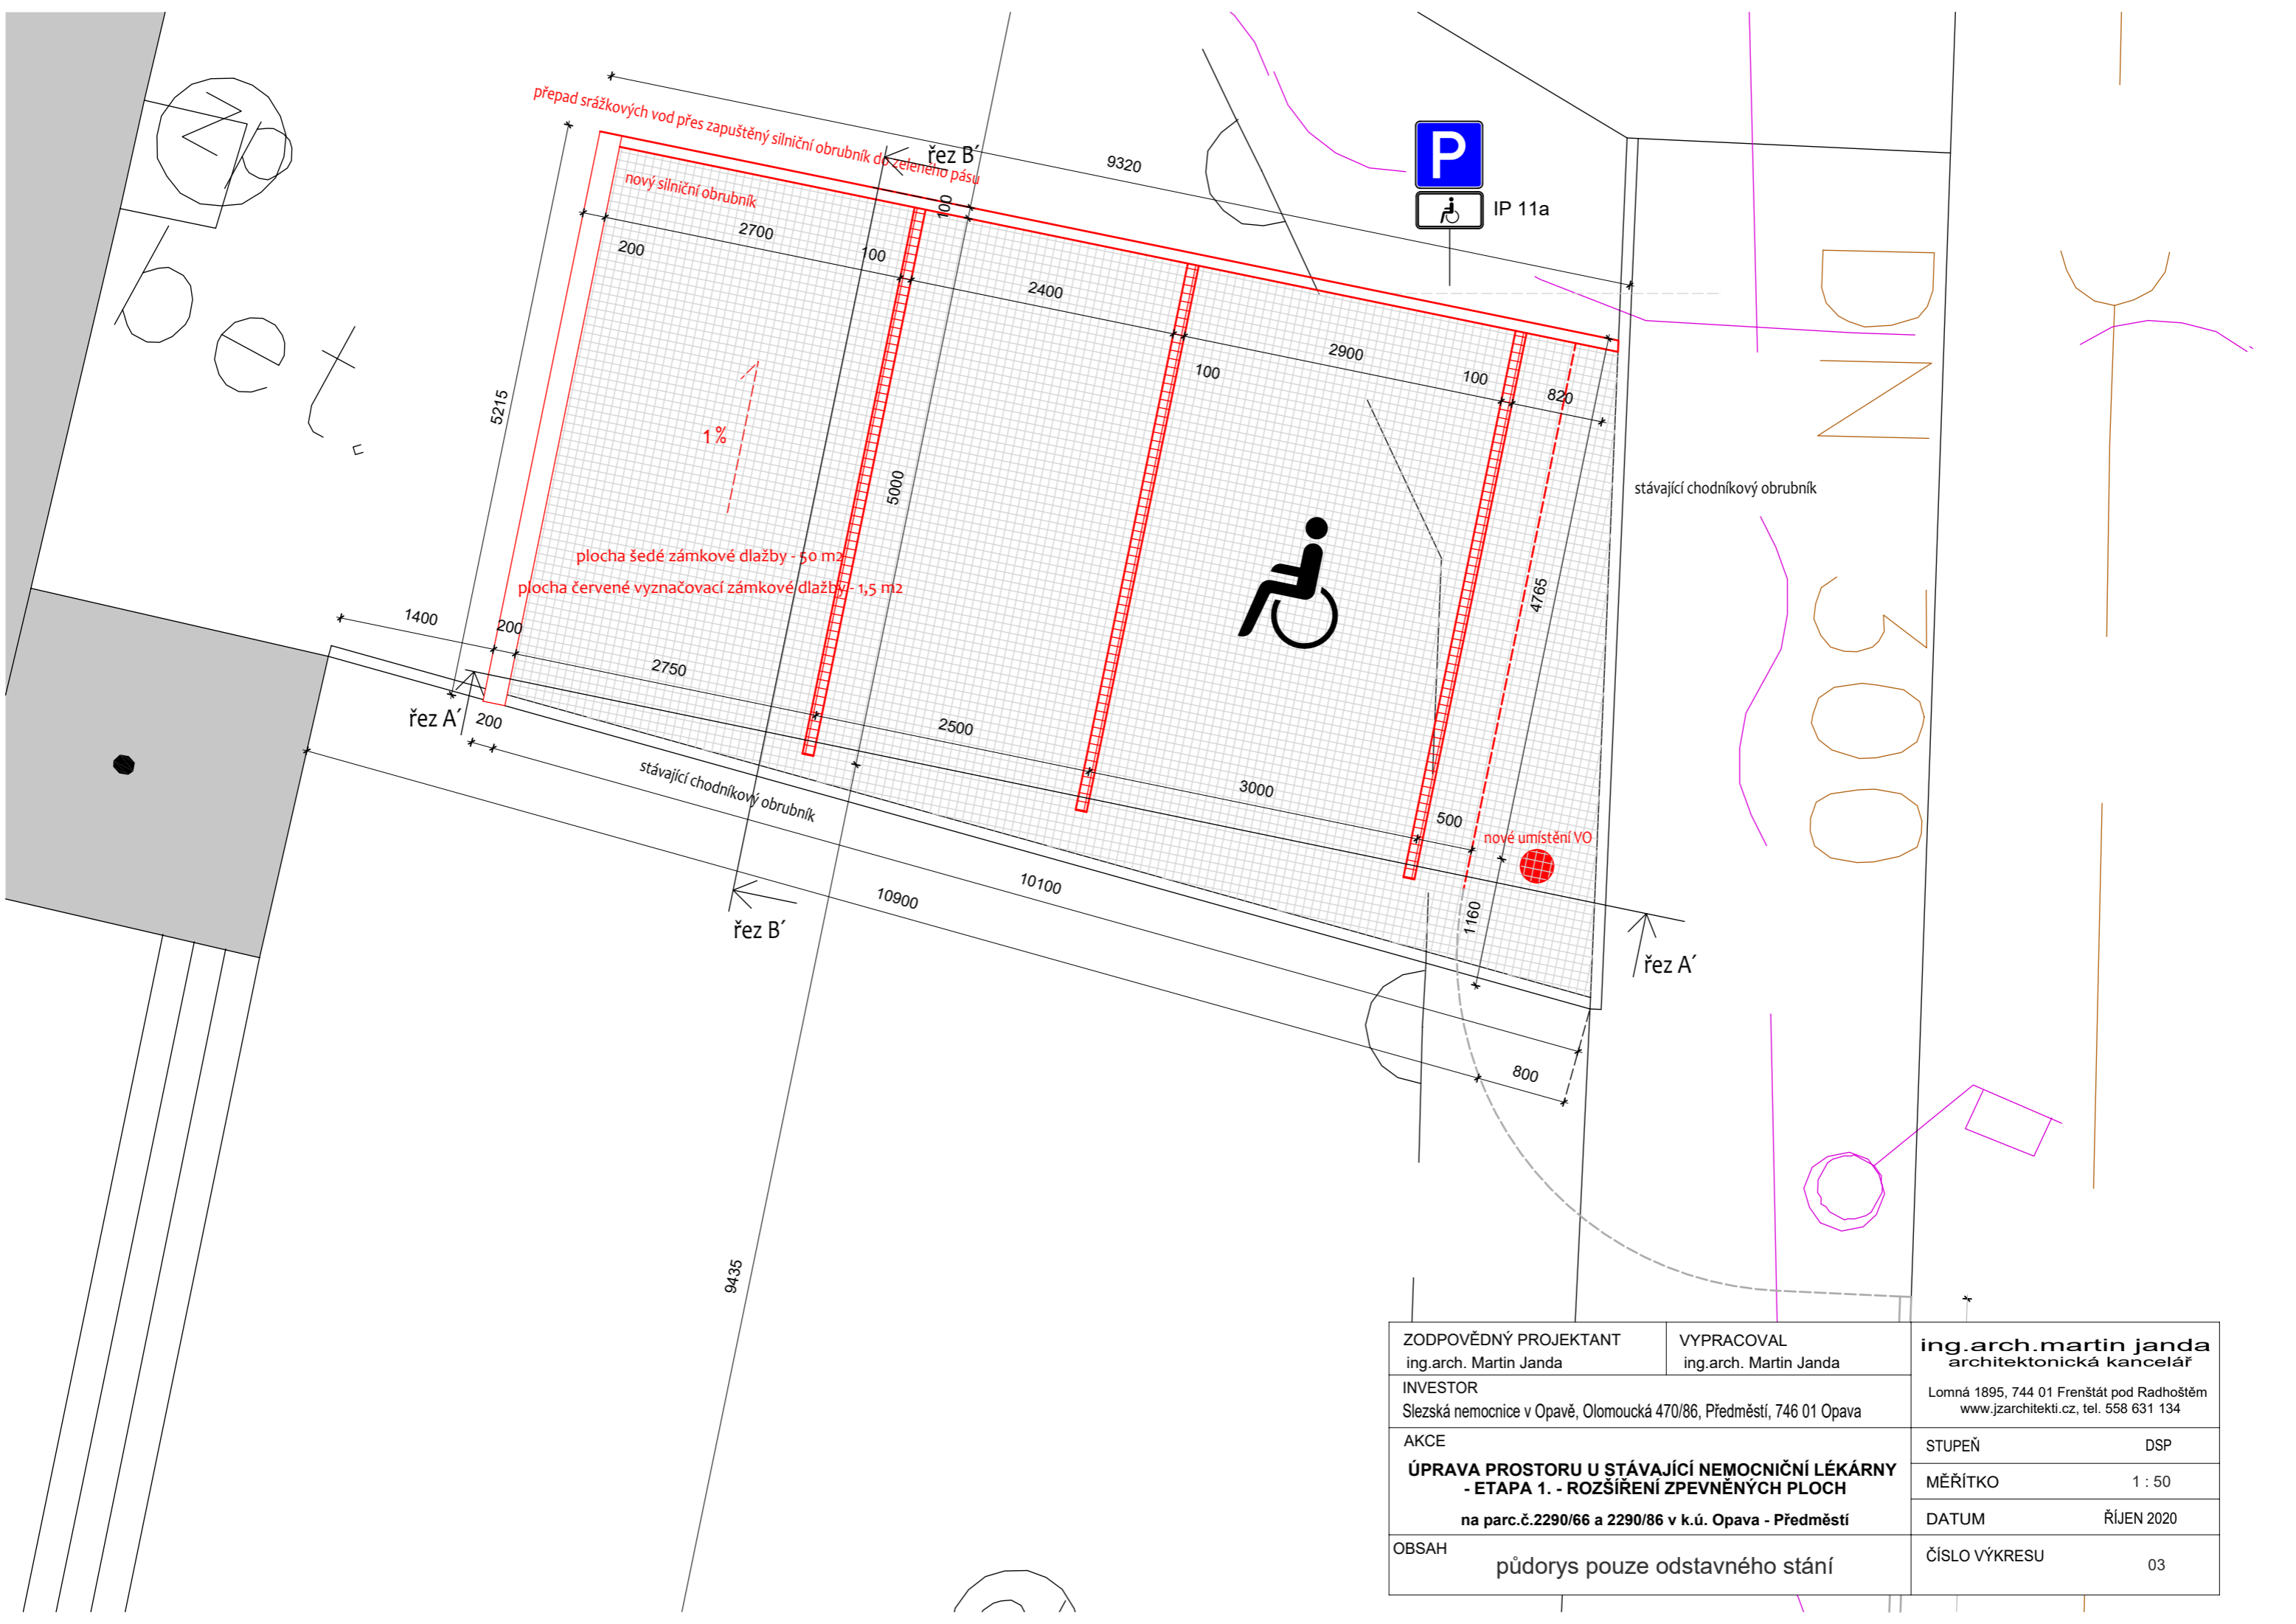 přepad srážkových vod přes zapuštěný silniční obrubník do zeleného pásu
řez B´
9320
P
IP 11a
nový silniční obrubník
100
2700
200
100
2400
2900
100
100
820
5215
1%
5000
stávající chodníkový obrubník
plocha šedé zámkové dlažby - 50 m2
plocha červené vyznačovací zámkové dlažby - 1,5 m2
4765
1400
200
2750
řez A´
200
2500
stávající chodníkový obrubník
3000
500
nové umístění VO
10100
10900
řez B´
1160
řez A´
800
9435
bet.
DN 300
ZODPOVĚDNÝ PROJEKTANT
ing.arch. Martin Janda
VYPRACOVAL
ing.arch. Martin Janda
ing.arch.martin janda
architektonická kancelář
Lomná 1895, 744 01 Frenštát pod Radhoštěm
www.jzarchitekti.cz, tel. 558 631 134
INVESTOR
Slezská nemocnice v Opavě, Olomoucká 470/86, Předměstí, 746 01 Opava
AKCE
ÚPRAVA PROSTORU U STÁVAJÍCÍ NEMOCNIČNÍ LÉKÁRNY
- ETAPA 1. - ROZŠÍŘENÍ ZPEVNĚNÝCH PLOCH
na parc.č.2290/66 a 2290/86 v k.ú. Opava - Předměstí
STUPEŇ DSP
MĚŘÍTKO 1 : 50
DATUM ŘÍJEN 2020
OBSAH
půdorys pouze odstavného stání
ČÍSLO VÝKRESU 03